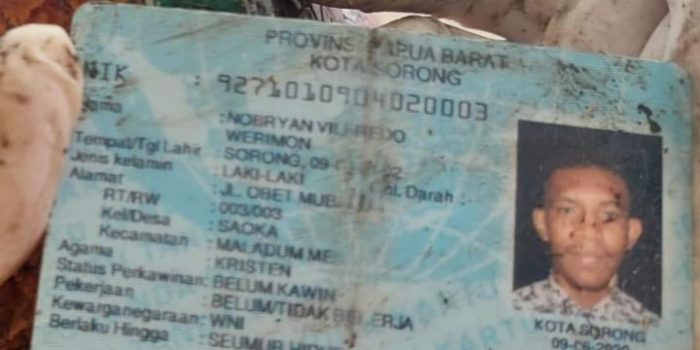 PROVINSI PAPUA BARAT
KOTA SORONG
NIK : 9271010904020003
Nama : NOBRYAN VILFREDO
WERIMON
Tempat/Tgl Lahir : SORONG, 09-
Jenis kelamin : LAKI-LAKI Gol. Darah :
Alamat : JL. OBET
RT/RW : 003/003
Kel/Desa : SAOKA
Kecamatan : MALADUM
Agama : KRISTEN
Status Perkawinan: BELUM KAWIN
Pekerjaan : BELUM/TIDAK BEKERJA
Kewarganegaraan: WNI
Berlaku Hingga : SEUMUR HIDUP
KOTA SORONG